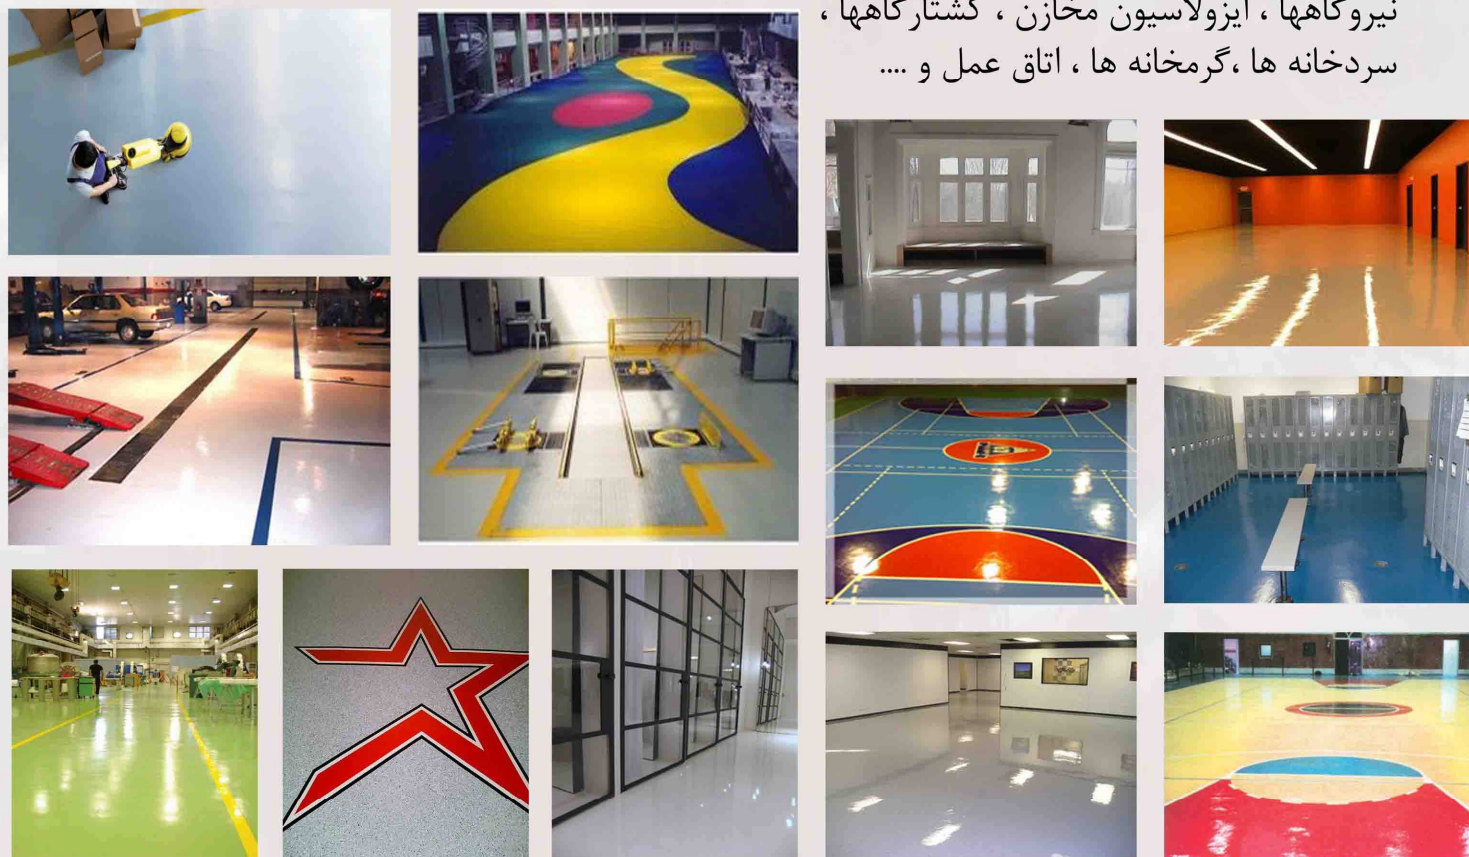 نیروگاهها ، ایزولاسیون مخازن ، کشتارگاهها ،
سردخانه ها ،گرمخانه ها ، اتاق عمل و ....